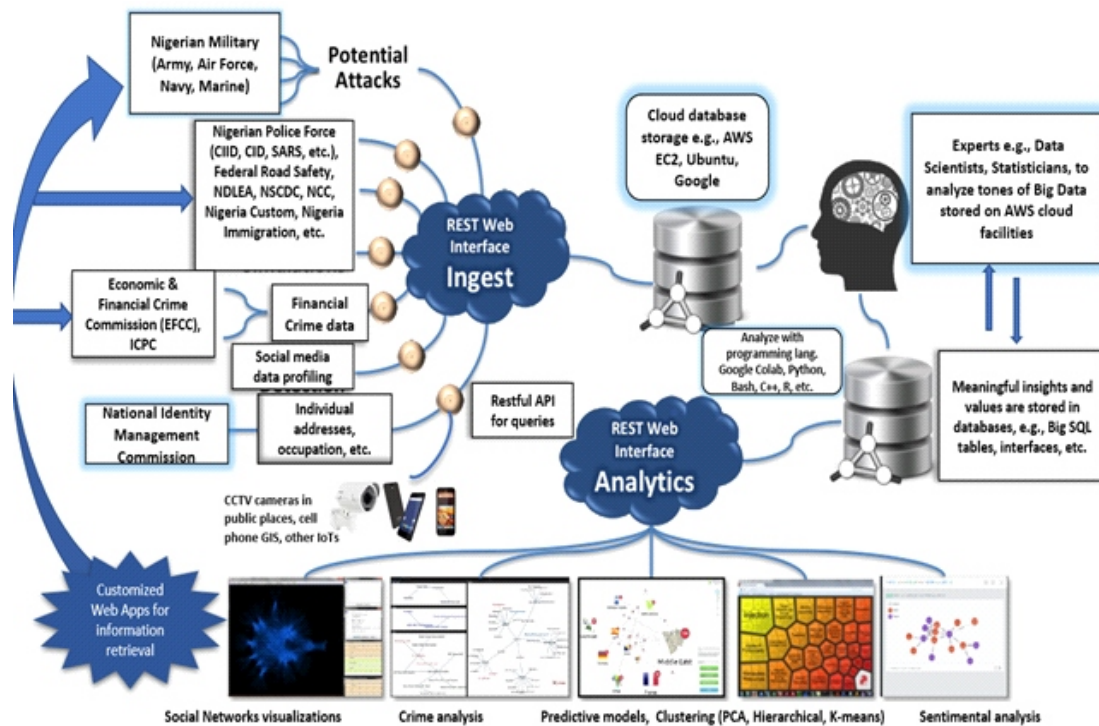 Nigerian Military
(Army, Air Force,
Navy, Marine)
Potential
Attacks
Nigerian Police Force
(CIID, CID, SARS, etc.),
Federal Road Safety,
NDLEA, NSCDC, NCC,
Nigeria Custom, Nigeria
Immigration, etc.
Economic &
Financial Crime
Commission (EFCC),
ICPC
Financial
Crime data
Social media
data profiling
National Identity
Management
Commission
Individual
addresses,
occupation, etc.
CCTV cameras in
public places, cell
phone GIS, other IoTs
REST Web
Interface
Ingest
Restful API
for queries
Cloud database
storage e.g., AWS
EC2, Ubuntu,
Google
Experts e.g., Data
Scientists, Statisticians, to
analyze tones of Big Data
stored on AWS cloud
facilities
Analyze with
programming lang.
Google Colab, Python,
Bash, C++, R, etc.
Meaningful insights and
values are stored in
databases, e.g., Big SQL
tables, interfaces, etc.
REST Web
Interface
Analytics
Customized
Web Apps for
information
retrieval
Middle East
Social Networks visualizations
Crime analysis
Predictive models, Clustering (PCA, Hierarchical, K-means)
Sentimental analysis